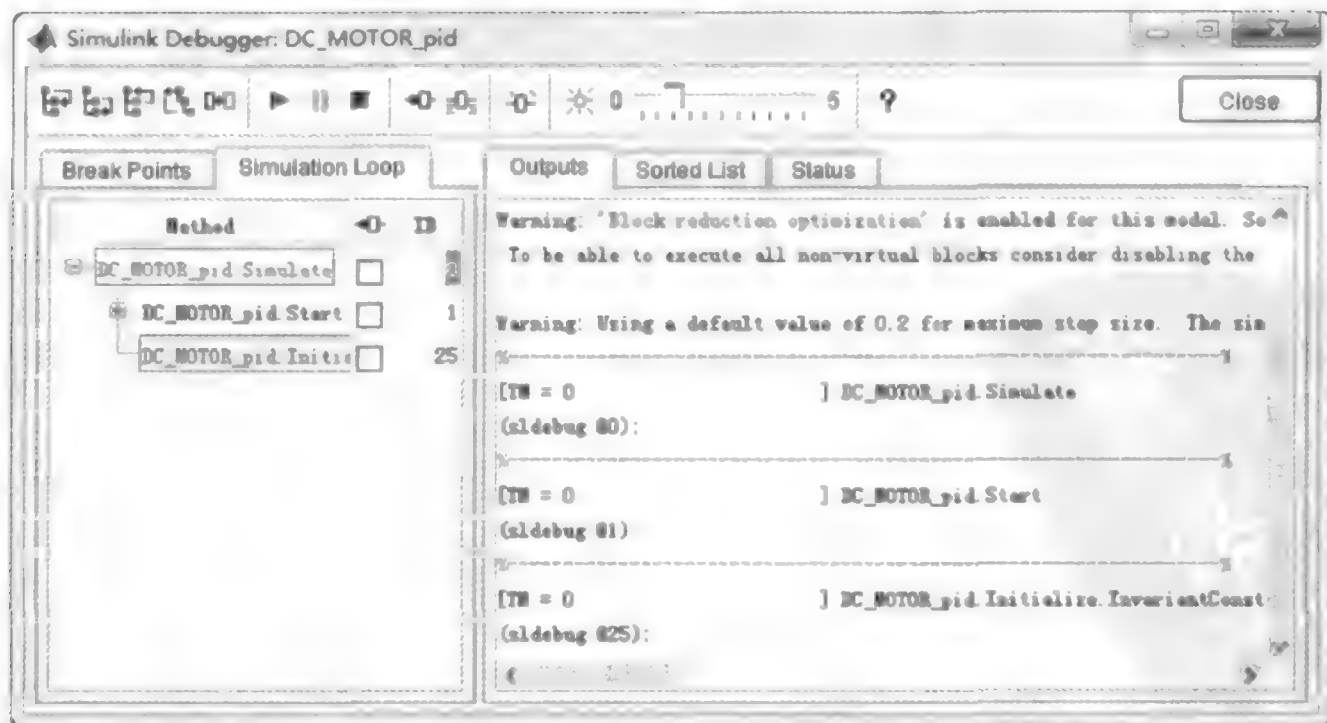 Simulink Debugger: DC_MOTOR_pid
0 5 ? Close
Break Points Simulation Loop
Outputs Sorted List Status
Method ID
DC_MOTOR_pid Simulate
DC_MOTOR_pid.Start 1
DC_MOTOR_pid Initia 25
Warning: 'Block reduction optimization' is enabled for this model. So
To be able to execute all non-virtual blocks consider disabling the
Warning: Using a default value of 0.2 for maximum step size. The sim
%----------------------------------------------------------------%
[TM = 0 ] DC_MOTOR_pid.Simulate
(sldebug @0):
%----------------------------------------------------------------%
[TM = 0 ] DC_MOTOR_pid.Start
(sldebug @1)
%----------------------------------------------------------------%
[TM = 0 ] DC_MOTOR_pid.Initialize.InvariantConst
(sldebug @25):